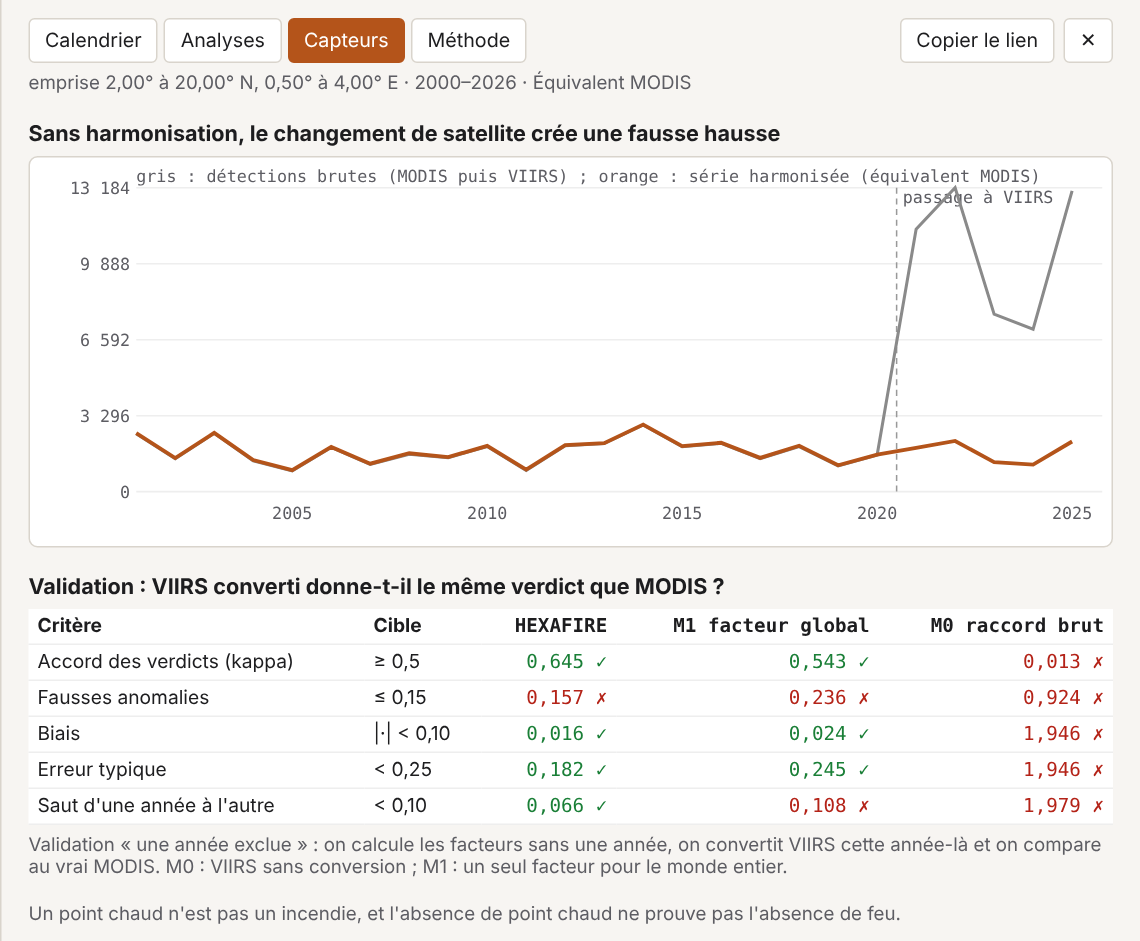 Calendrier Analyses Capteurs Méthode Copier le lien ✕
emprise 2,00° à 20,00° N, 0,50° à 4,00° E · 2000–2026 · Équivalent MODIS
Sans harmonisation, le changement de satellite crée une fausse hausse
gris : détections brutes (MODIS puis VIIRS) ; orange : série harmonisée (équivalent MODIS)
13 184
passage à VIIRS
9 888
6 592
3 296
0
2005 2010 2015 2020 2025
Validation : VIIRS converti donne-t-il le même verdict que MODIS ?
Critère Cible HEXAFIRE M1 facteur global M0 raccord brut
Accord des verdicts (kappa) ≥ 0,5 0,645 ✓ 0,543 ✓ 0,013 ✗
Fausses anomalies ≤ 0,15 0,157 ✗ 0,236 ✗ 0,924 ✗
Biais |·| < 0,10 0,016 ✓ 0,024 ✓ 1,946 ✗
Erreur typique < 0,25 0,182 ✓ 0,245 ✓ 1,946 ✗
Saut d'une année à l'autre < 0,10 0,066 ✓ 0,108 ✗ 1,979 ✗
Validation « une année exclue » : on calcule les facteurs sans une année, on convertit VIIRS cette année-là et on compare
au vrai MODIS. M0 : VIIRS sans conversion ; M1 : un seul facteur pour le monde entier.
Un point chaud n'est pas un incendie, et l'absence de point chaud ne prouve pas l'absence de feu.